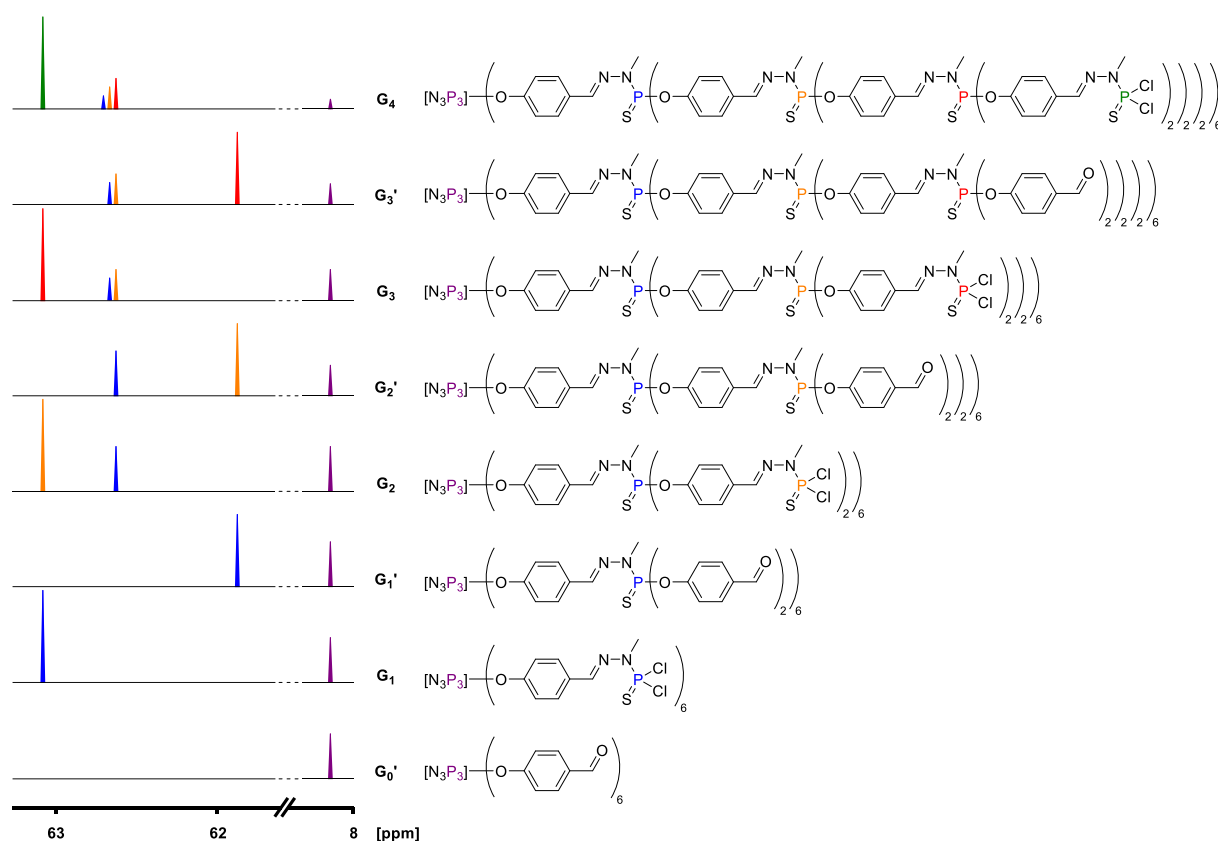 G₄ [N₃P₃] O N N P S O N N P S O N N P S O N N P S Cl Cl 2 2 2 6
G₃' [N₃P₃] O N N P S O N N P S O N N P S O O 2 2 2 6
G₃ [N₃P₃] O N N P S O N N P S O N N P S Cl Cl 2 2 6
G₂' [N₃P₃] O N N P S O N N P S O O 2 2 6
G₂ [N₃P₃] O N N P S O N N P S Cl Cl 2 6
G₁' [N₃P₃] O N N P S O O 2 6
G₁ [N₃P₃] O N N P S Cl Cl 6
G₀' [N₃P₃] O O 6
63 62 8 [ppm]